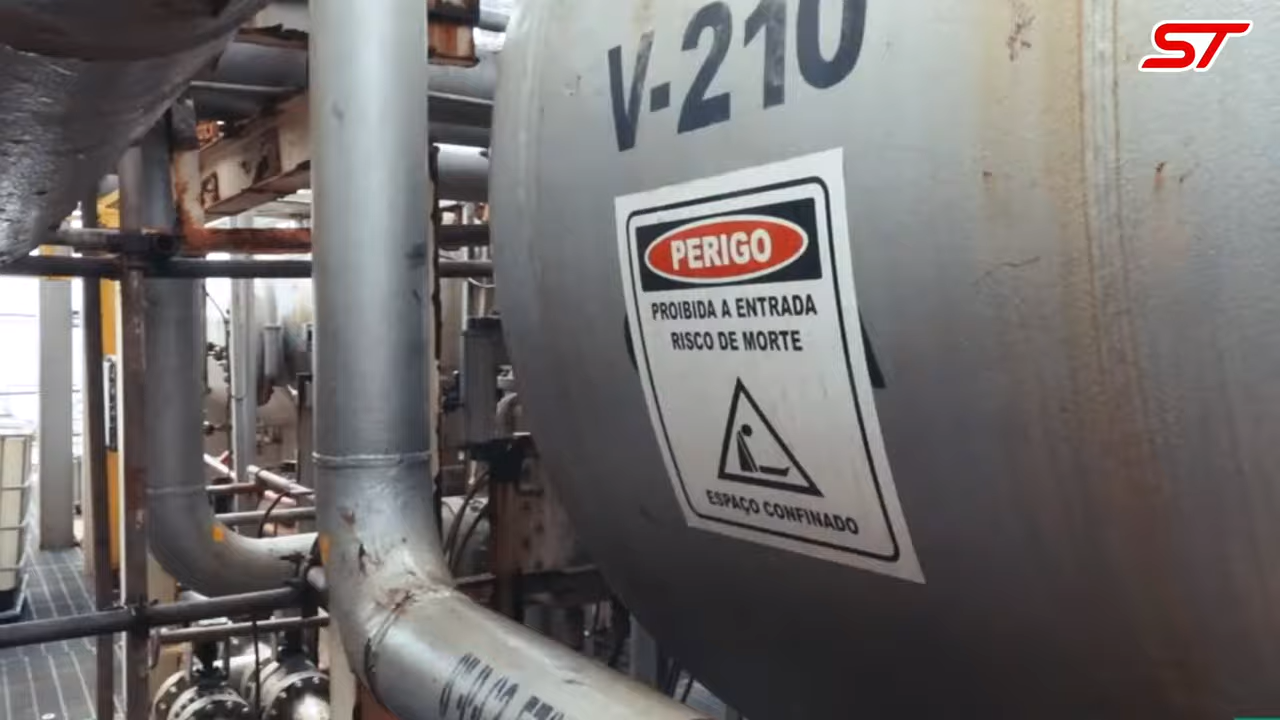 ST
V-210
PERIGO
PROIBIDA A ENTRADA
RISCO DE MORTE
ESPAÇO CONFINADO